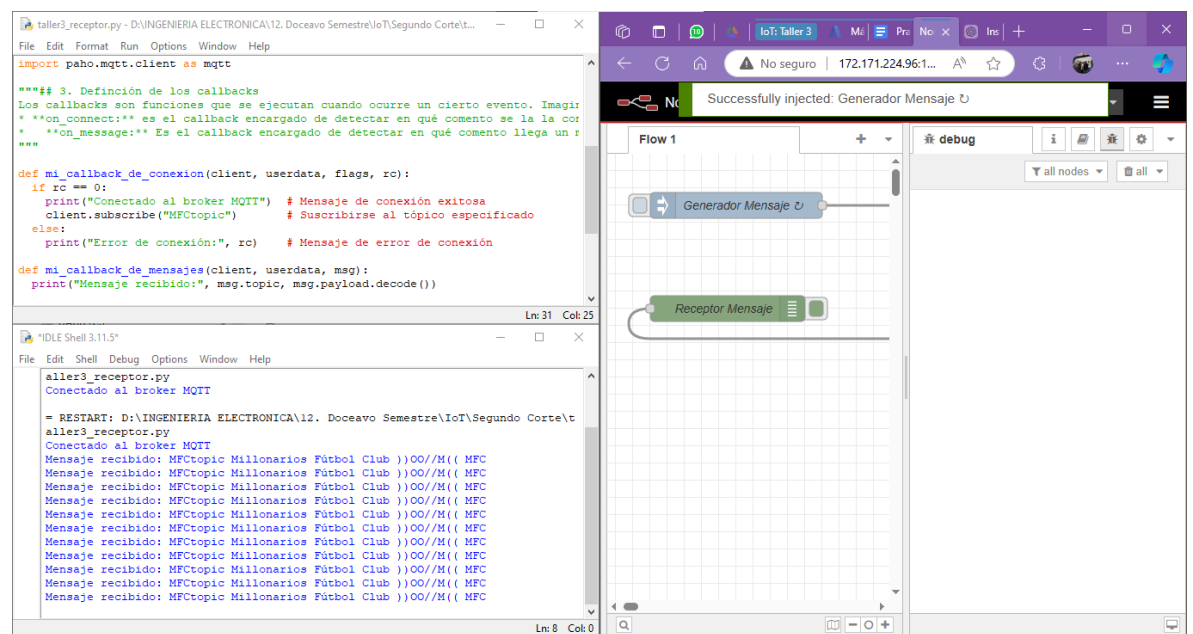 taller3_receptor.py - D:\INGENIERIA ELECTRONICA\12. Doceavo Semestre\IoT\Segundo Corte\t...
File Edit Format Run Options Window Help
import paho.mqtt.client as mqtt
"""## 3. Definción de los callbacks
Los callbacks son funciones que se ejecutan cuando ocurre un cierto evento. Imagin
* **on_connect:** es el callback encargado de detectar en qué comento se la la con
* **on_message:** Es el callback encargado de detectar en qué comento llega un m
"""
def mi_callback_de_conexion(client, userdata, flags, rc):
if rc == 0:
print("Conectado al broker MQTT") # Mensaje de conexión exitosa
client.subscribe("MFCtopic") # Suscribirse al tópico especificado
else:
print("Error de conexión:", rc) # Mensaje de error de conexión
def mi_callback_de_mensajes(client, userdata, msg):
print("Mensaje recibido:", msg.topic, msg.payload.decode())
Ln: 31 Col: 25
*IDLE Shell 3.11.5*
File Edit Shell Debug Options Window Help
aller3_receptor.py
Conectado al broker MQTT
= RESTART: D:\INGENIERIA ELECTRONICA\12. Doceavo Semestre\IoT\Segundo Corte\t
aller3_receptor.py
Conectado al broker MQTT
Mensaje recibido: MFCtopic Millonarios Fútbol Club ))OO//M(( MFC
Mensaje recibido: MFCtopic Millonarios Fútbol Club ))OO//M(( MFC
Mensaje recibido: MFCtopic Millonarios Fútbol Club ))OO//M(( MFC
Mensaje recibido: MFCtopic Millonarios Fútbol Club ))OO//M(( MFC
Mensaje recibido: MFCtopic Millonarios Fútbol Club ))OO//M(( MFC
Mensaje recibido: MFCtopic Millonarios Fútbol Club ))OO//M(( MFC
Mensaje recibido: MFCtopic Millonarios Fútbol Club ))OO//M(( MFC
Mensaje recibido: MFCtopic Millonarios Fútbol Club ))OO//M(( MFC
Mensaje recibido: MFCtopic Millonarios Fútbol Club ))OO//M(( MFC
Mensaje recibido: MFCtopic Millonarios Fútbol Club ))OO//M(( MFC
Mensaje recibido: MFCtopic Millonarios Fútbol Club ))OO//M(( MFC
Ln: 8 Col: 0
IoT: Taller 3 Má Pra No Ins
No seguro 172.171.224.96:1...
No
Successfully injected: Generador Mensaje ↻
Flow 1
debug
all nodes all
Generador Mensaje ↻
Receptor Mensaje